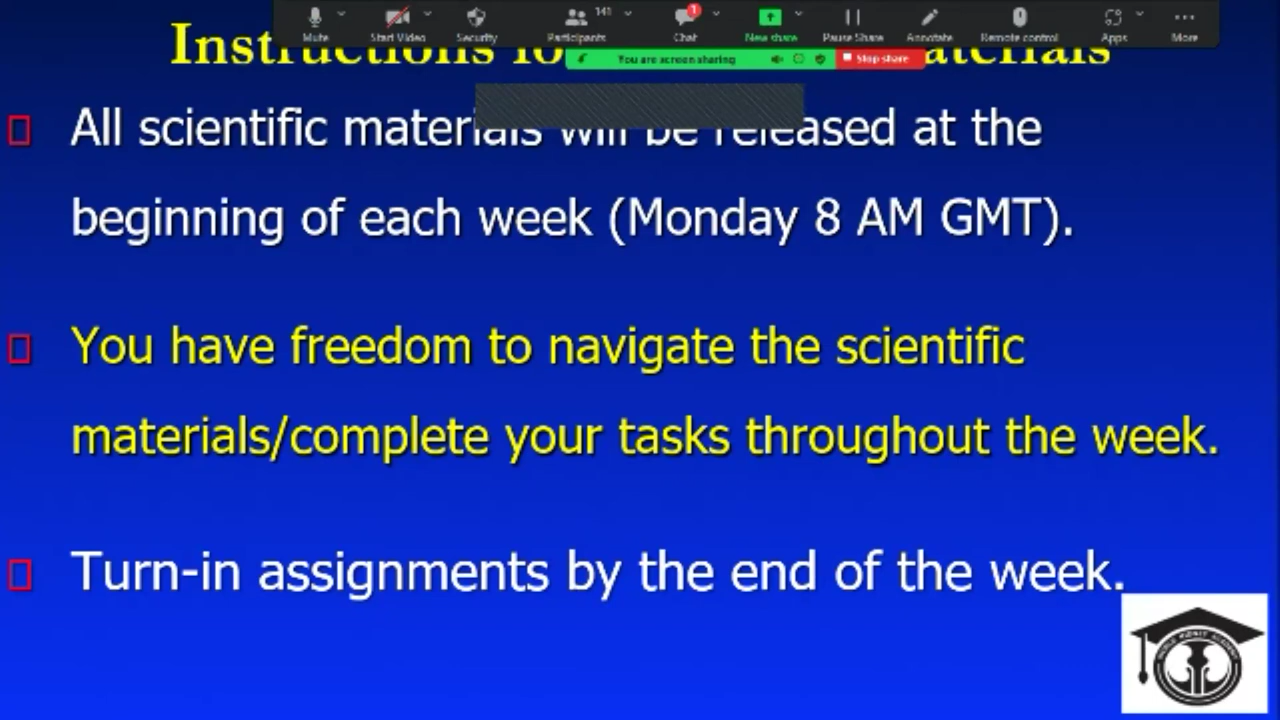 Mute
Start Video
Security
Participants
141
Chat
1
New share
Pause Share
Annotate
Remote control
Apps
More
You are screen sharing
Stop share
Instructions
All scientific materials will be released at the
beginning of each week (Monday 8 AM GMT).
You have freedom to navigate the scientific
materials/complete your tasks throughout the week.
Turn-in assignments by the end of the week.